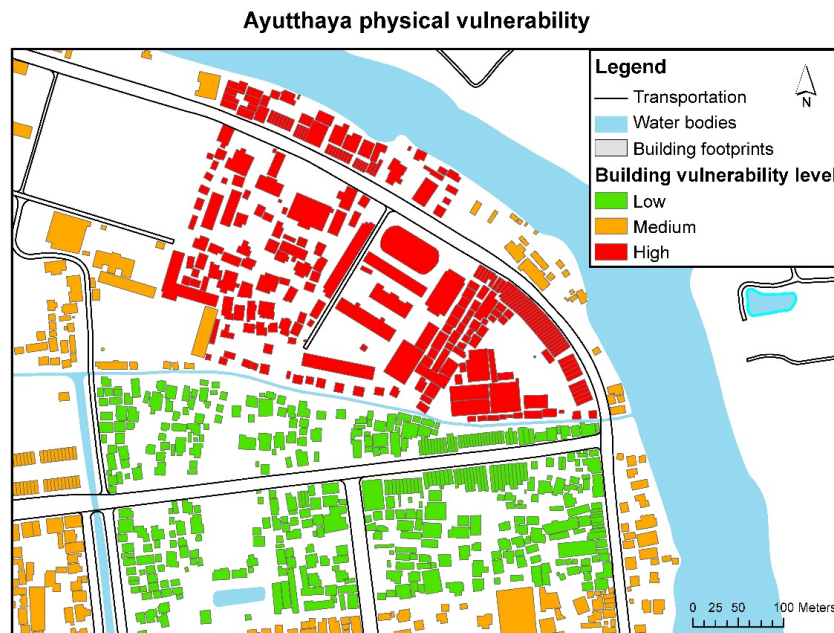 Ayutthaya physical vulnerability
Legend
Transportation
Water bodies
Building footprints
Building vulnerability level
Low
Medium
High
N
0 25 50 100 Meters